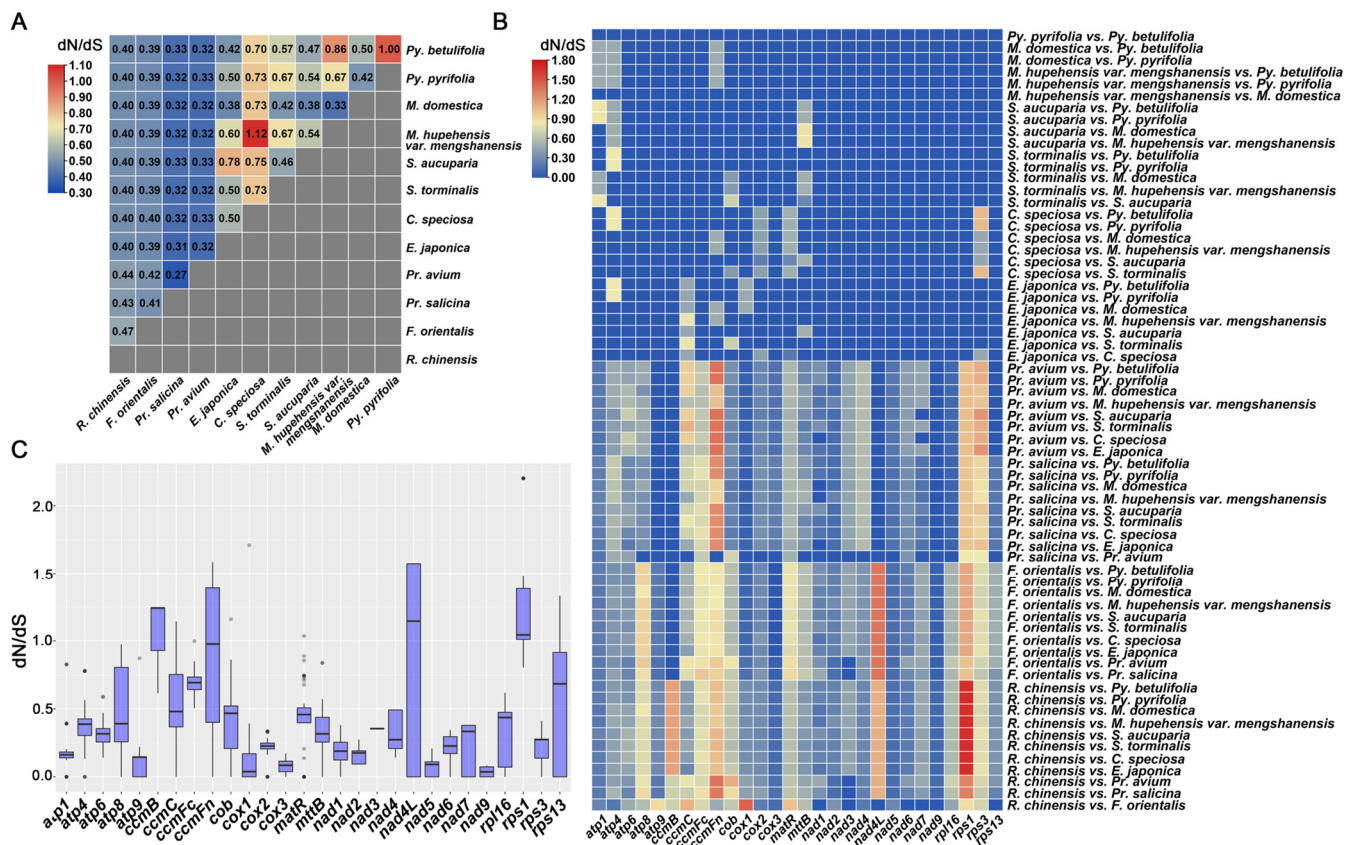 A
dN/dS
1.10
1.00
0.90
0.80
0.70
0.60
0.50
0.40
0.30
0.40 0.39 0.33 0.32 0.42 0.70 0.57 0.47 0.86 0.50 1.00 Py. betulifolia
0.40 0.39 0.32 0.33 0.50 0.73 0.67 0.54 0.67 0.42 Py. pyrifolia
0.40 0.39 0.32 0.32 0.38 0.73 0.42 0.38 0.33 M. domestica
0.40 0.39 0.32 0.32 0.60 1.12 0.67 0.54 M. hupehensis
var. mengshanensis
0.40 0.39 0.33 0.33 0.78 0.75 0.46 S. aucuparia
0.40 0.39 0.32 0.32 0.50 0.73 S. torminalis
0.40 0.40 0.32 0.33 0.50 C. speciosa
0.40 0.39 0.31 0.32 E. japonica
0.44 0.42 0.27 Pr. avium
0.43 0.41 Pr. salicina
0.47 F. orientalis
R. chinensis
R. chinensis
F. orientalis
Pr. salicina
Pr. avium
E. japonica
C. speciosa
S. torminalis
S. aucuparia
M. hupehensis var.
mengshanensis
M. domestica
Py. pyrifolia
B
dN/dS
1.80
1.50
1.20
0.90
0.60
0.30
0.00
Py. pyrifolia vs. Py. betulifolia
M. domestica vs. Py. betulifolia
M. domestica vs. Py. pyrifolia
M. hupehensis var. mengshanensis vs. Py. betulifolia
M. hupehensis var. mengshanensis vs. Py. pyrifolia
M. hupehensis var. mengshanensis vs. M. domestica
S. aucuparia vs. Py. betulifolia
S. aucuparia vs. Py. pyrifolia
S. aucuparia vs. M. domestica
S. aucuparia vs. M. hupehensis var. mengshanensis
S. torminalis vs. Py. betulifolia
S. torminalis vs. Py. pyrifolia
S. torminalis vs. M. domestica
S. torminalis vs. M. hupehensis var. mengshanensis
S. torminalis vs. S. aucuparia
C. speciosa vs. Py. betulifolia
C. speciosa vs. Py. pyrifolia
C. speciosa vs. M. domestica
C. speciosa vs. M. hupehensis var. mengshanensis
C. speciosa vs. S. aucuparia
C. speciosa vs. S. torminalis
E. japonica vs. Py. betulifolia
E. japonica vs. Py. pyrifolia
E. japonica vs. M. domestica
E. japonica vs. M. hupehensis var. mengshanensis
E. japonica vs. S. aucuparia
E. japonica vs. S. torminalis
E. japonica vs. C. speciosa
Pr. avium vs. Py. betulifolia
Pr. avium vs. Py. pyrifolia
Pr. avium vs. M. domestica
Pr. avium vs. M. hupehensis var. mengshanensis
Pr. avium vs. S. aucuparia
Pr. avium vs. S. torminalis
Pr. avium vs. C. speciosa
Pr. avium vs. E. japonica
Pr. salicina vs. Py. betulifolia
Pr. salicina vs. Py. pyrifolia
Pr. salicina vs. M. domestica
Pr. salicina vs. M. hupehensis var. mengshanensis
Pr. salicina vs. S. aucuparia
Pr. salicina vs. S. torminalis
Pr. salicina vs. C. speciosa
Pr. salicina vs. E. japonica
Pr. salicina vs. Pr. avium
F. orientalis vs. Py. betulifolia
F. orientalis vs. Py. pyrifolia
F. orientalis vs. M. domestica
F. orientalis vs. M. hupehensis var. mengshanensis
F. orientalis vs. S. aucuparia
F. orientalis vs. S. torminalis
F. orientalis vs. C. speciosa
F. orientalis vs. E. japonica
F. orientalis vs. Pr. avium
F. orientalis vs. Pr. salicina
R. chinensis vs. Py. betulifolia
R. chinensis vs. Py. pyrifolia
R. chinensis vs. M. domestica
R. chinensis vs. M. hupehensis var. mengshanensis
R. chinensis vs. S. aucuparia
R. chinensis vs. S. torminalis
R. chinensis vs. C. speciosa
R. chinensis vs. E. japonica
R. chinensis vs. Pr. avium
R. chinensis vs. Pr. salicina
R. chinensis vs. F. orientalis
atp1
atp4
atp6
atp8
atp9
ccmB
ccmC
ccmFc
ccmFn
cob
cox1
cox2
cox3
matR
mttB
nad1
nad2
nad3
nad4
nad4L
nad5
nad6
nad7
nad9
rpl16
rps1
rps3
rps13
C
dN/dS
2.0
1.5
1.0
0.5
0.0
atp1
atp4
atp6
atp8
atp9
ccmB
ccmC
ccmFc
ccmFn
cob
cox1
cox2
cox3
matR
mttB
nad1
nad2
nad3
nad4
nad4L
nad5
nad6
nad7
nad9
rpl16
rps1
rps3
rps13